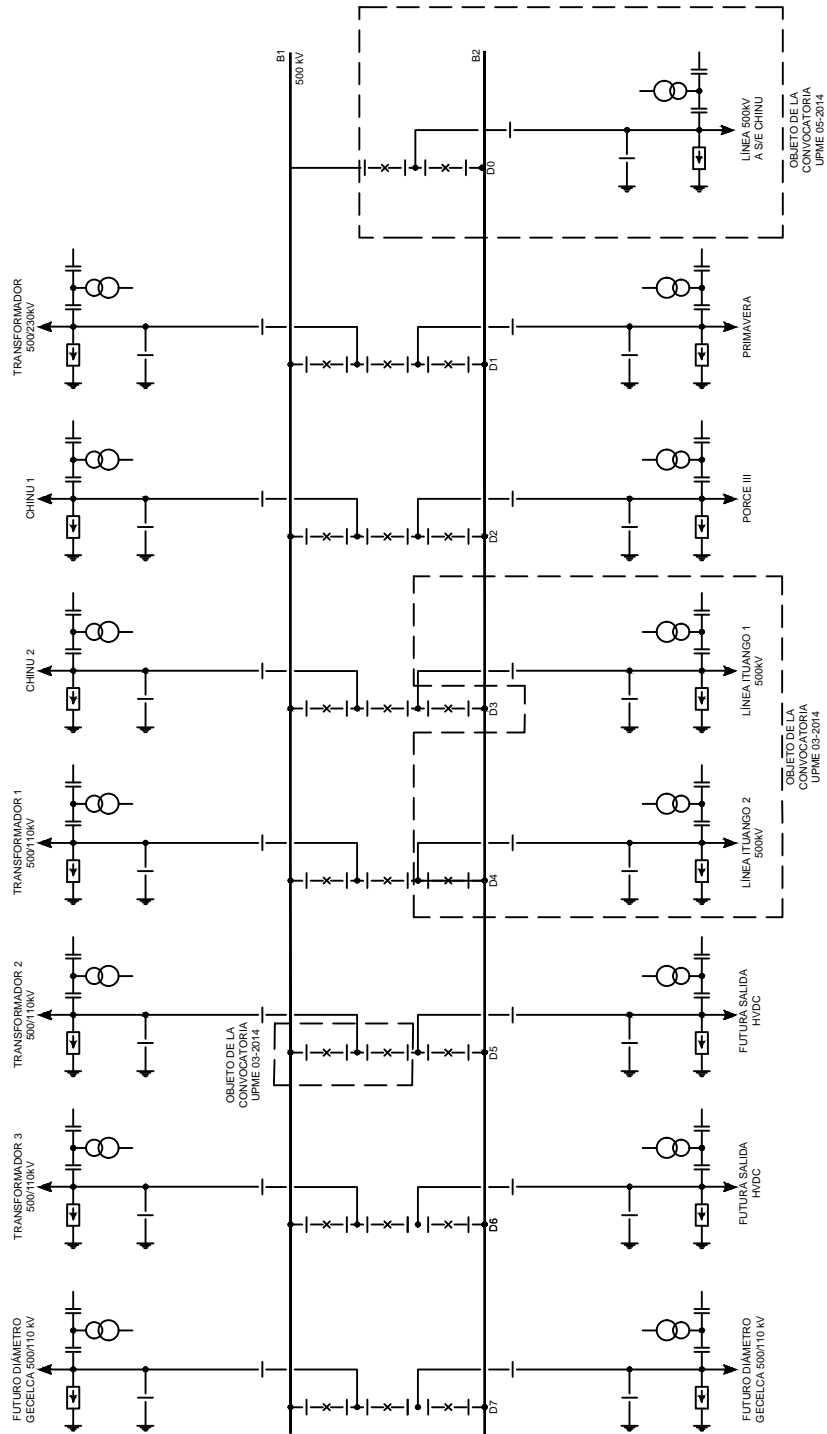 FUTURO DIÁMETRO
GECELCA 500/110 kV
TRANSFORMADOR 3
500/110kV
TRANSFORMADOR 2
500/110kV
TRANSFORMADOR 1
500/110kV
CHINU 2
CHINU 1
TRANSFORMADOR
500/230kV
OBJETO DE LA
CONVOCATORIA
UPME 03-2014
B1
500 kV
B2
D7
D6
D5
D4
D3
D2
D1
D0
FUTURO DIÁMETRO
GECELCA 500/110 kV
FUTURA SALIDA
HVDC
FUTURA SALIDA
HVDC
LÍNEA ITUANGO 2
500kV
LÍNEA ITUANGO 1
500kV
PORCE III
PRIMAVERA
LÍNEA 500kV
A S/E CHINU
OBJETO DE LA
CONVOCATORIA
UPME 03-2014
OBJETO DE LA
CONVOCATORIA
UPME 05-2014